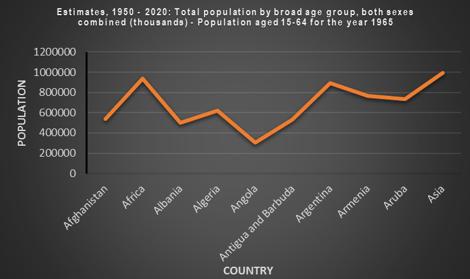 Estimates, 1950 - 2020: Total population by broad age group, both sexes
combined (thousands) - Population aged 15-64 for the year 1965
POPULATION
1200000
1000000
800000
600000
400000
200000
0
Afghanistan
Africa
Albania
Algeria
Angola
Antigua and Barbuda
Argentina
Armenia
Aruba
Asia
COUNTRY